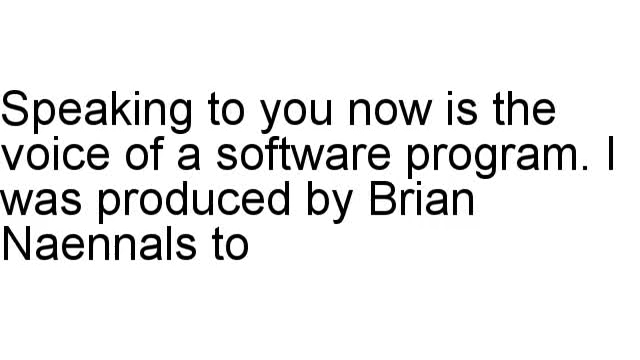 Speaking to you now is the
voice of a software program. I
was produced by Brian
Naennals to